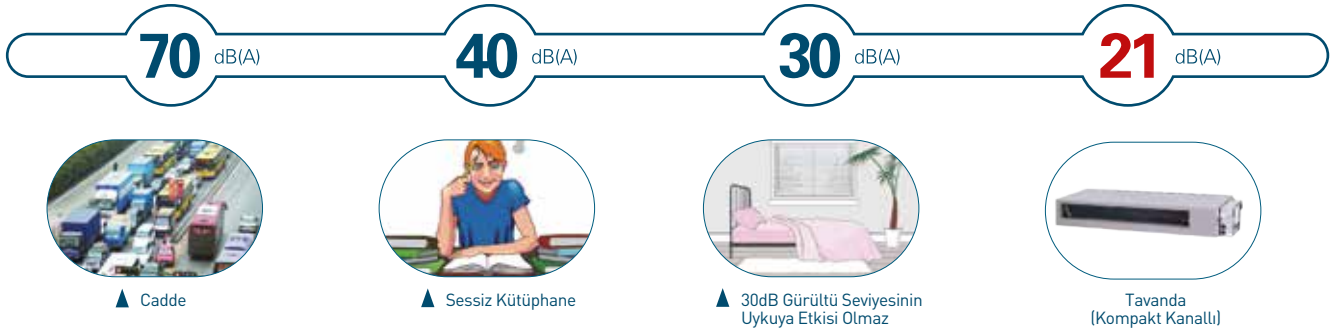 70 dB(A)
40 dB(A)
30 dB(A)
21 dB(A)
Cadde
Sessiz Kütüphane
30dB Gürültü Seviyesinin
Uykuya Etkisi Olmaz
Tavanda
(Kompakt Kanallı)